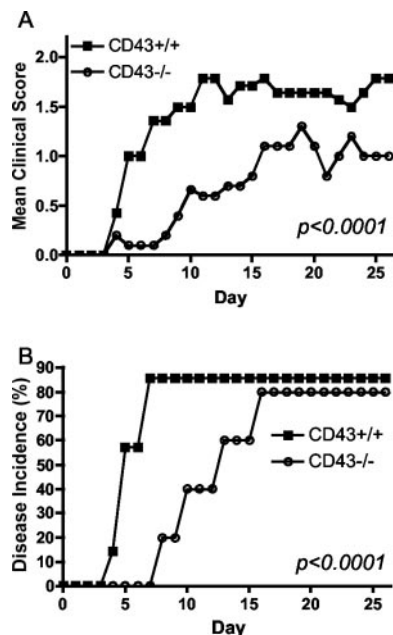 A
CD43+/+
CD43-/-
Mean Clinical Score
2.0
1.5
1.0
0.5
0.0
p<0.0001
0 5 10 15 20 25
Day
B
Disease Incidence (%)
90
80
70
60
50
40
30
20
10
0
CD43+/+
CD43-/-
p<0.0001
0 5 10 15 20 25
Day